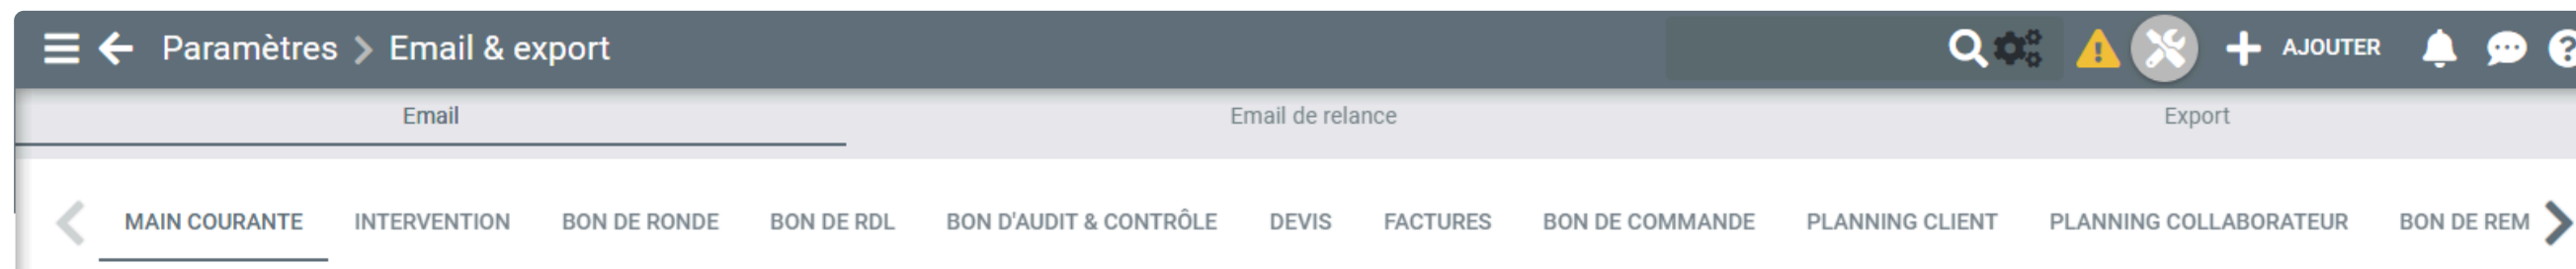 Paramètres > Email & export AJOUTER
Email Email de relance Export
MAIN COURANTE INTERVENTION BON DE RONDE BON DE RDL BON D'AUDIT & CONTRÔLE DEVIS FACTURES BON DE COMMANDE PLANNING CLIENT PLANNING COLLABORATEUR BON DE REM